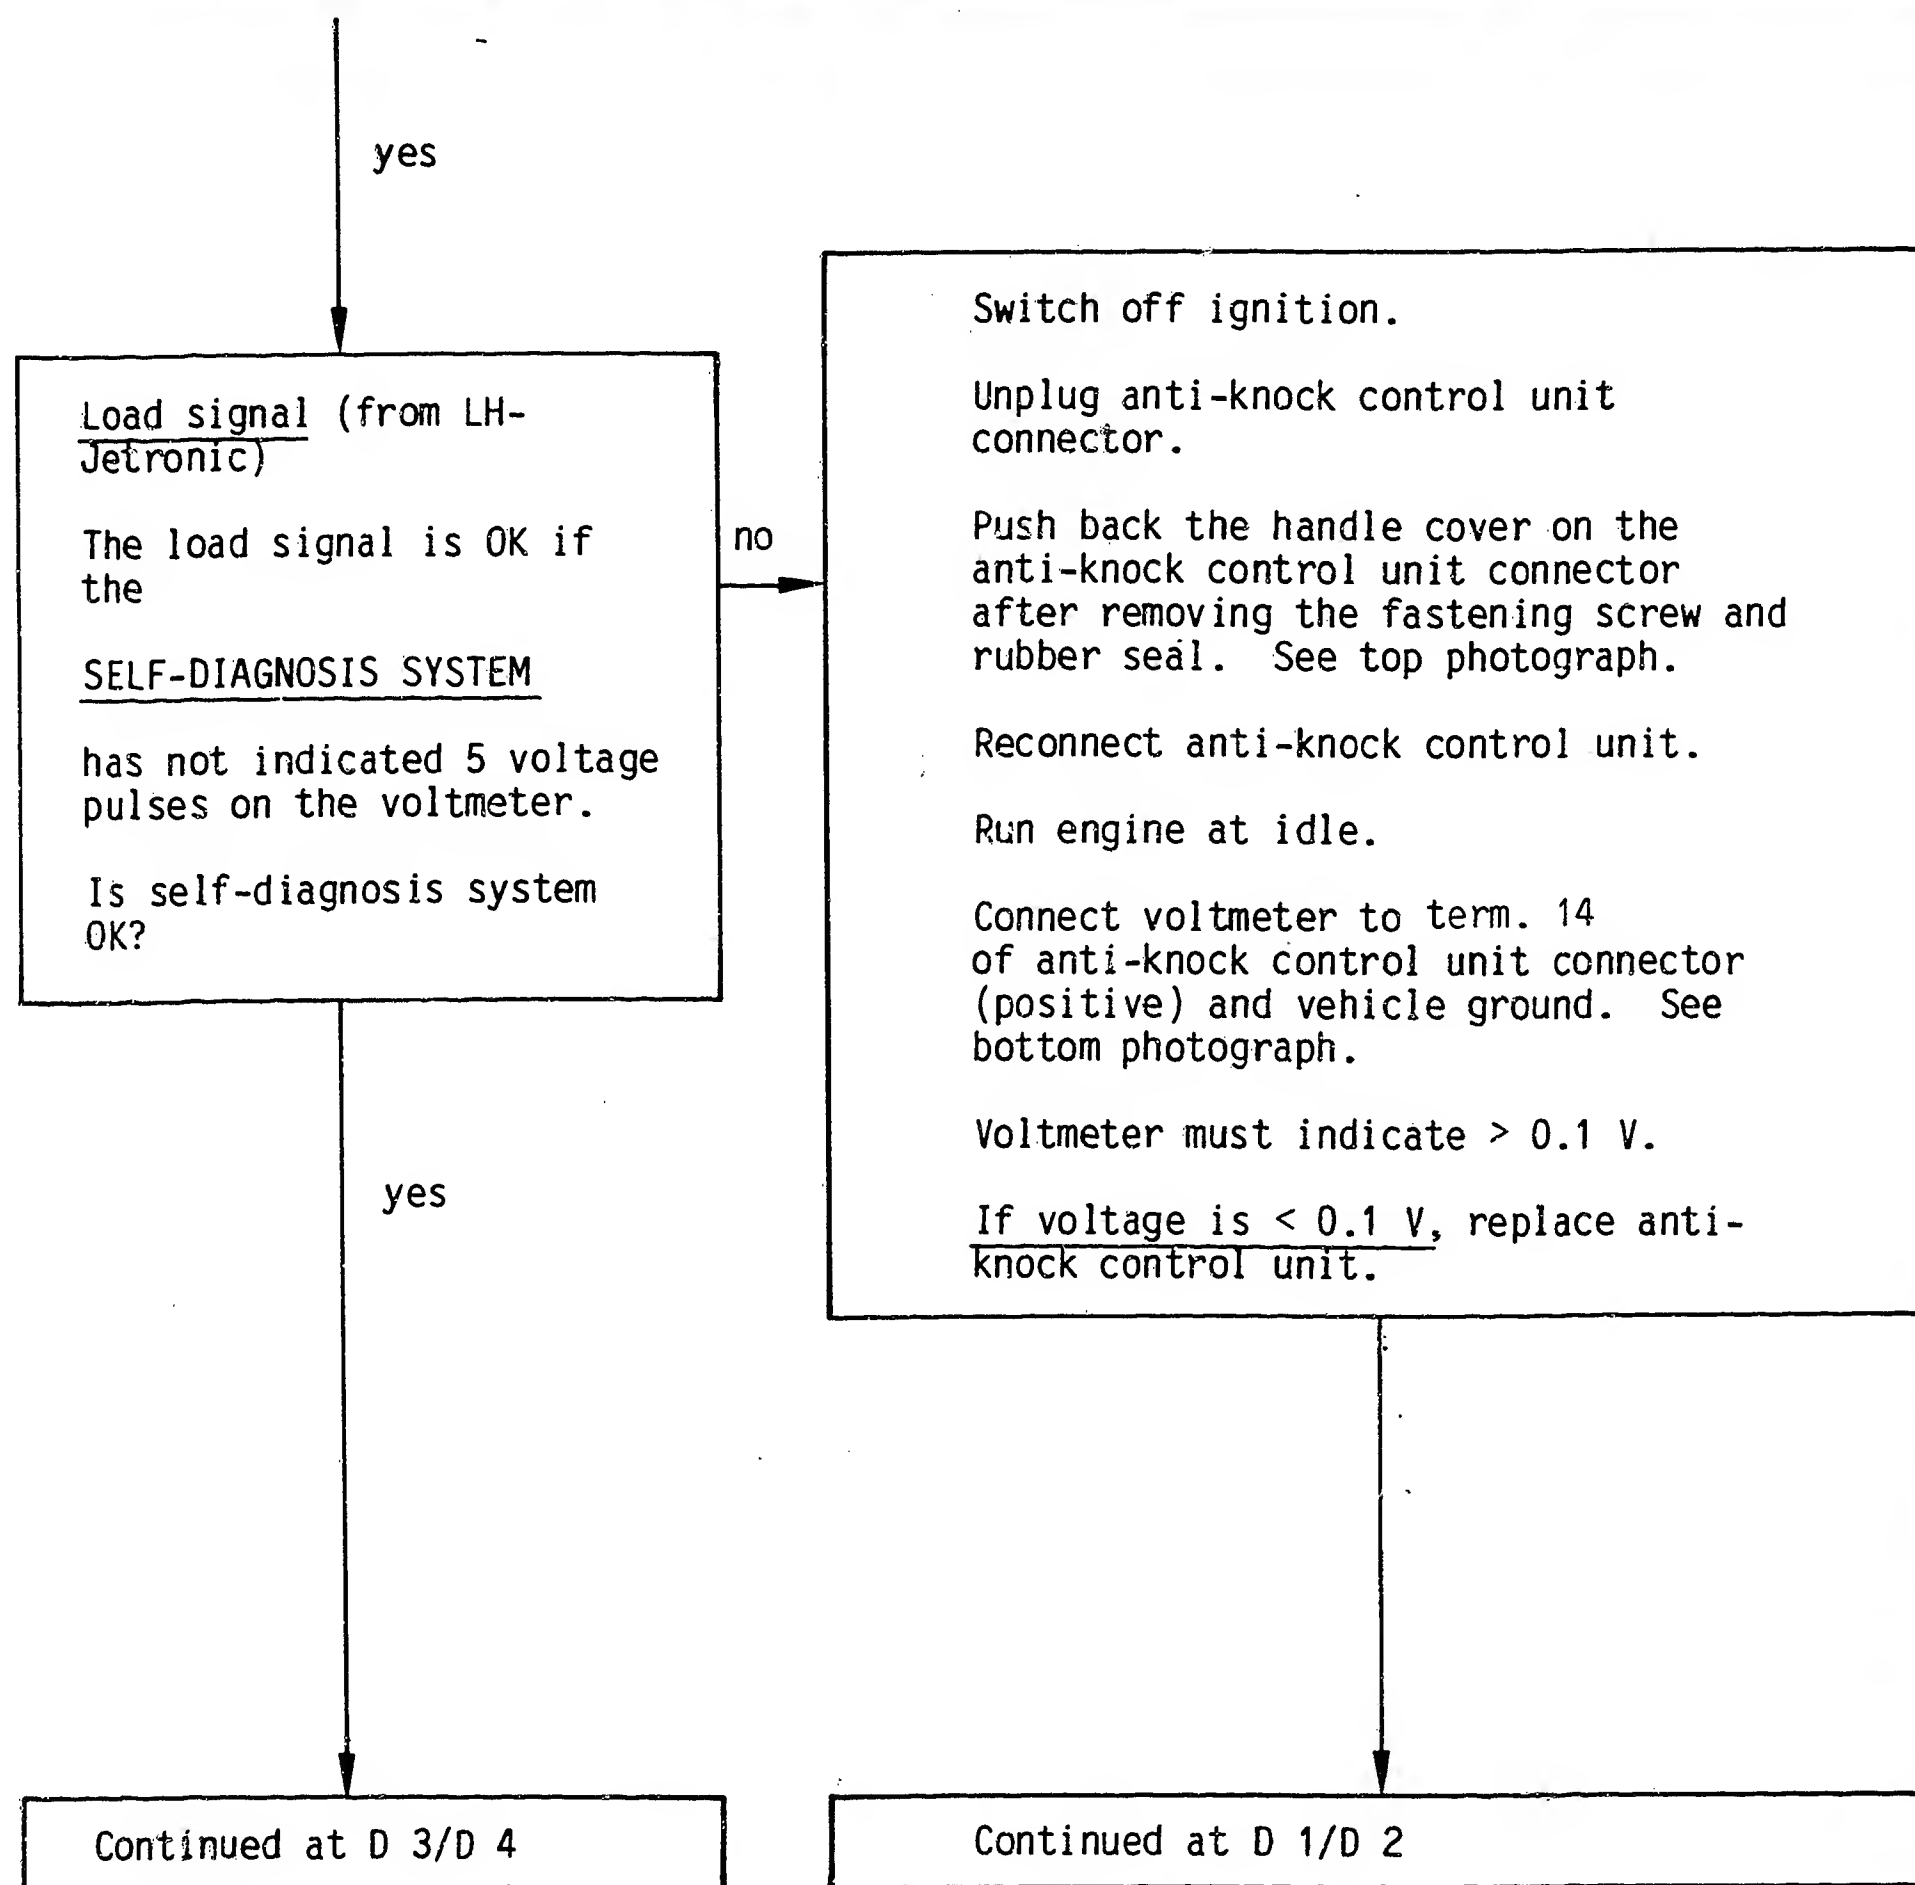 yes
Load signal (from LH-
Jetronic)
The load signal is OK if
the
SELF-DIAGNOSIS SYSTEM
has not indicated 5 voltage
pulses on the voltmeter.
Is self-diagnosis system
OK?
no
Switch off ignition.
Unplug anti-knock control unit
connector.
Push back the handle cover on the
anti-knock control unit connector
after removing the fastening screw and
rubber seal. See top photograph.
Reconnect anti-knock control unit.
Run engine at idle.
Connect voltmeter to term. 14
of anti-knock control unit connector
(positive) and vehicle ground. See
bottom photograph.
Voltmeter must indicate > 0.1 V.
If voltage is < 0.1 V, replace anti-
knock control unit.
yes
Continued at D 3/D 4
Continued at D 1/D 2